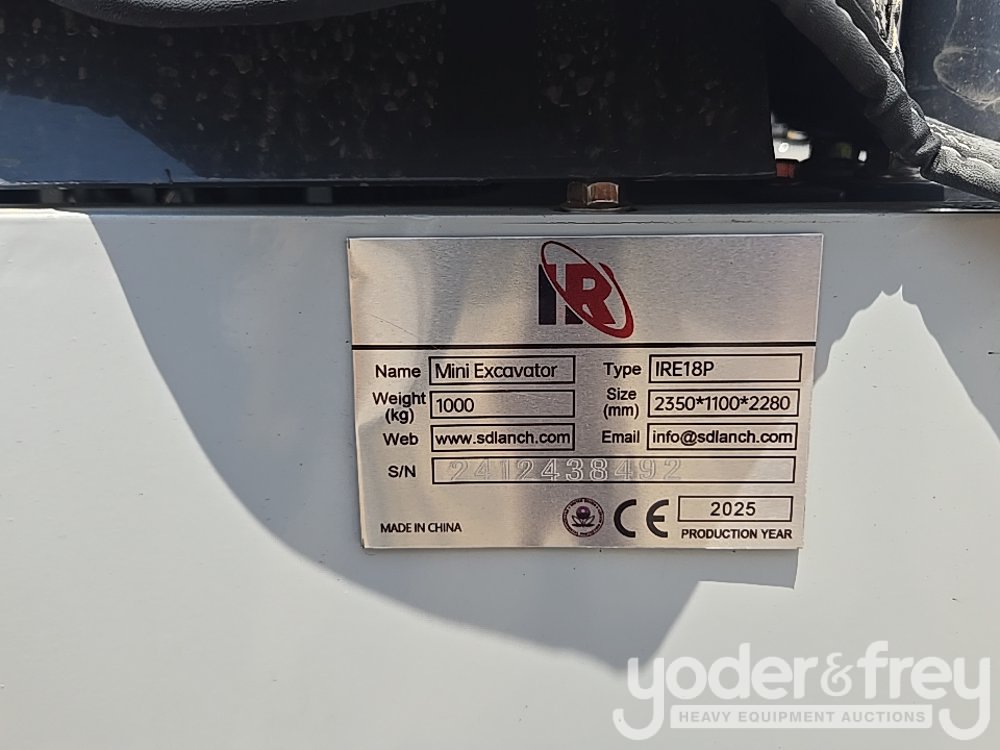 IR
Name Mini Excavator Type IRE18P
Weight (kg) 1000 Size (mm) 2350*1100*2280
Web www.sdlanch.com Email info@sdlanch.com
S/N 2412438492
MADE IN CHINA CE 2025
PRODUCTION YEAR
yoder&frey
HEAVY EQUIPMENT AUCTIONS